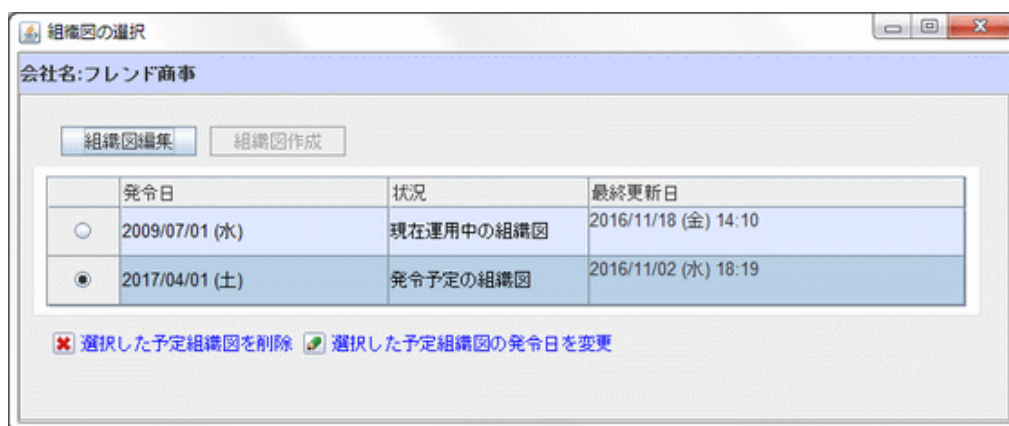 組織図の選択
会社名:フレンド商事
組織図編集 組織図作成
発令日 状況 最終更新日
2009/07/01 (水) 現在運用中の組織図 2016/11/18 (金) 14:10
2017/04/01 (土) 発令予定の組織図 2016/11/02 (水) 18:19
選択した予定組織図を削除 選択した予定組織図の発令日を変更